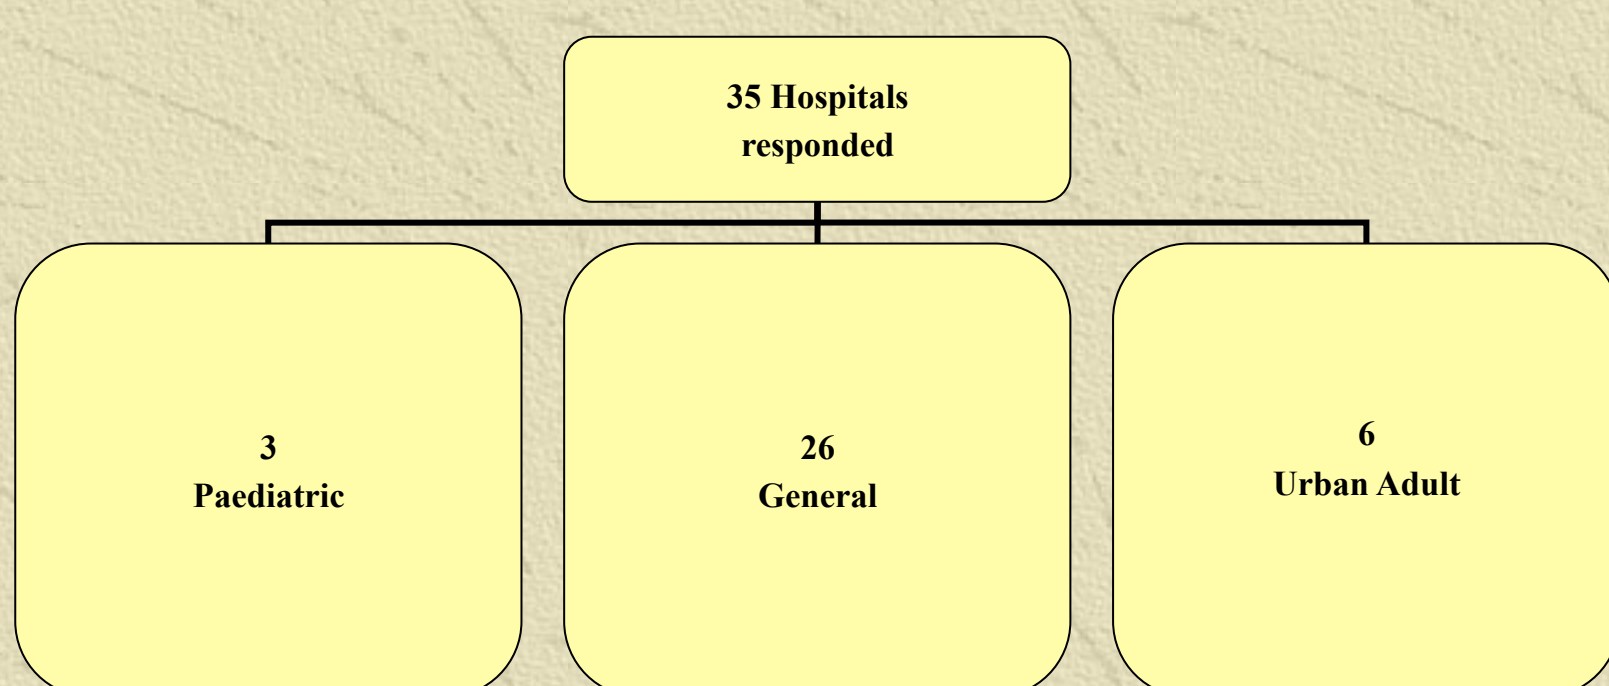 35 Hospitals
responded
3
Paediatric
26
General
6
Urban Adult